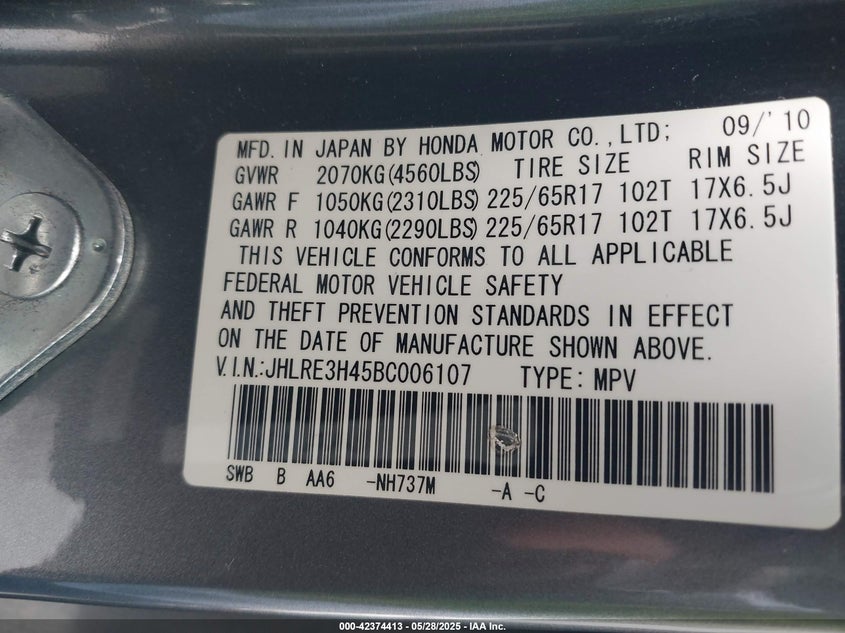 MFD. IN JAPAN BY HONDA MOTOR CO., LTD; 09/'10
GVWR 2070KG(4560LBS) TIRE SIZE RIM SIZE
GAWR F 1050KG(2310LBS) 225/65R17 102T 17X6.5J
GAWR R 1040KG(2290LBS) 225/65R17 102T 17X6.5J
THIS VEHICLE CONFORMS TO ALL APPLICABLE
FEDERAL MOTOR VEHICLE SAFETY
AND THEFT PREVENTION STANDARDS IN EFFECT
ON THE DATE OF MANUFACTURE SHOWN ABOVE.
V.I.N.:JHLRE3H45BC006107 TYPE: MPV
SWB B AA6 -NH737M -A -C
000-42374413 - 05/28/2025 - IAA Inc.